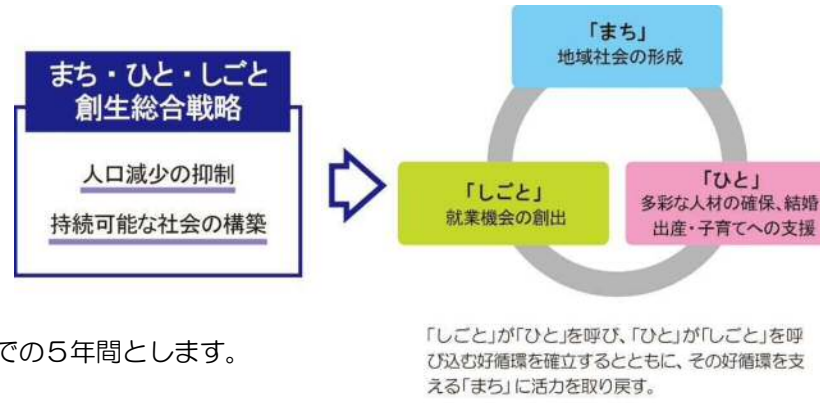 まち・ひと・しごと
創生総合戦略
人口減少の抑制
持続可能な社会の構築
「まち」
地域社会の形成
「しごと」
就業機会の創出
「ひと」
多彩な人材の確保、結婚
出産・子育てへの支援
での５年間とします。
「しごと」が「ひと」を呼び、「ひと」が「しごと」を呼
び込む好循環を確立するとともに、その好循環を支
える「まち」に活力を取り戻す。